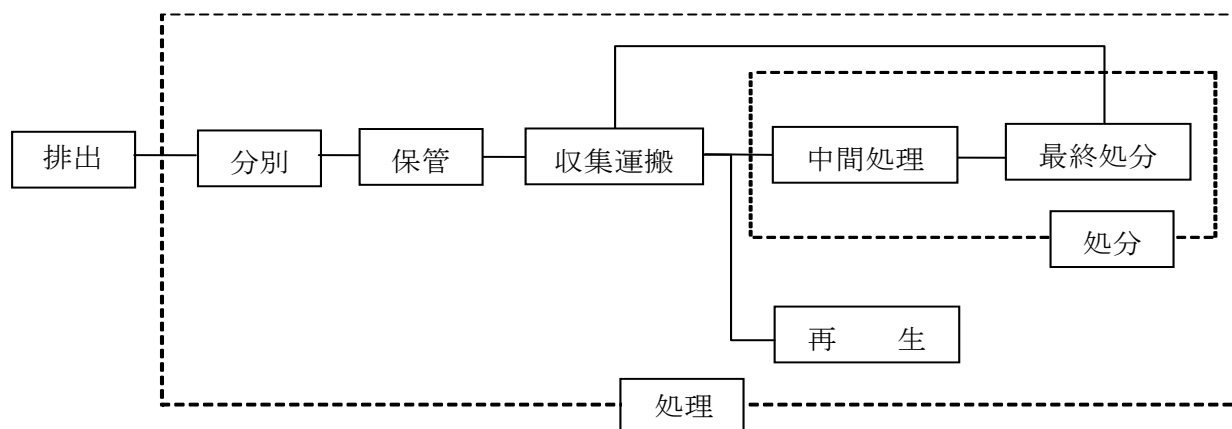 排出
分別
保管
収集運搬
中間処理
最終処分
処分
再　　生
処理